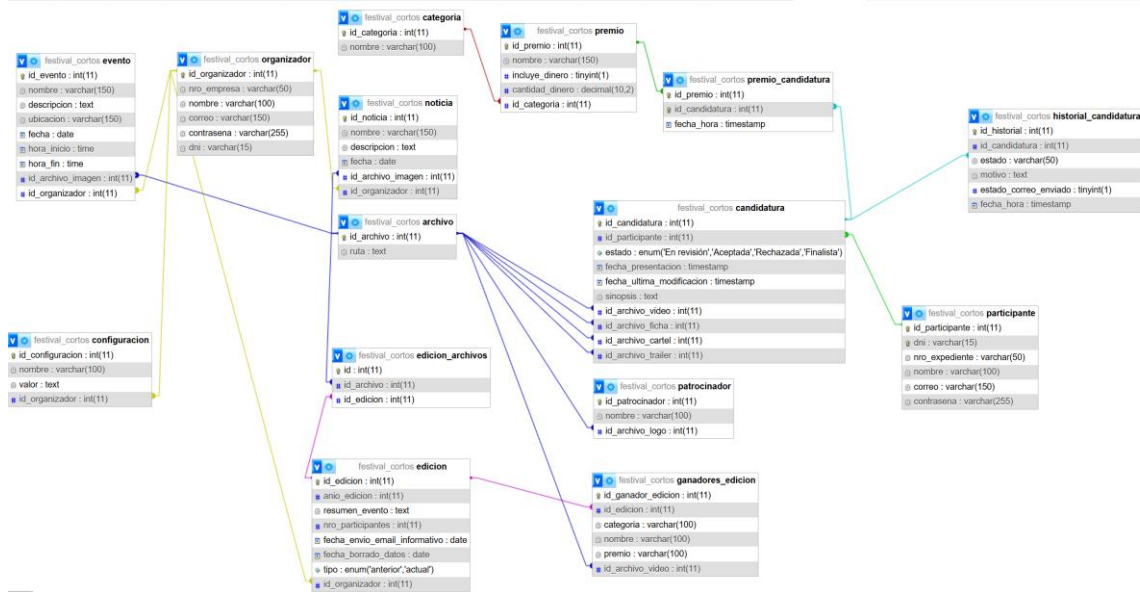 festival_cortos categoria
id_categoria : int(11)
nombre : varchar(100)
festival_cortos premio
id_premio : int(11)
nombre : varchar(150)
incluye_dinero : tinyint(1)
cantidad_dinero : decimal(10,2)
id_categoria : int(11)
festival_cortos evento
id_evento : int(11)
nombre : varchar(150)
descripcion : text
ubicacion : varchar(150)
fecha : date
hora_inicio : time
hora_fin : time
id_archivo_imagen : int(11)
id_organizador : int(11)
festival_cortos organizador
id_organizador : int(11)
nro_empresa : varchar(50)
nombre : varchar(100)
correo : varchar(150)
contrasena : varchar(255)
dni : varchar(15)
festival_cortos noticia
id_noticia : int(11)
nombre : varchar(150)
descripcion : text
fecha : date
id_archivo_imagen : int(11)
id_organizador : int(11)
festival_cortos premio_candidatura
id_premio : int(11)
id_candidatura : int(11)
fecha_hora : timestamp
festival_cortos historial_candidatura
id_historial : int(11)
id_candidatura : int(11)
estado : varchar(50)
motivo : text
estado_correo_enviado : tinyint(1)
fecha_hora : timestamp
festival_cortos archivo
id_archivo : int(11)
ruta : text
festival_cortos candidatura
id_candidatura : int(11)
id_participante : int(11)
estado : enum('En revisión','Aceptada','Rechazada','Finalista')
fecha_presentacion : timestamp
fecha_ultima_modificacion : timestamp
sinopsis : text
id_archivo_video : int(11)
id_archivo_ficha : int(11)
id_archivo_cartel : int(11)
id_archivo_trailer : int(11)
festival_cortos participante
id_participante : int(11)
dni : varchar(15)
nro_expediente : varchar(50)
nombre : varchar(100)
correo : varchar(150)
contrasena : varchar(255)
festival_cortos configuracion
id_configuracion : int(11)
nombre : varchar(100)
valor : text
id_organizador : int(11)
festival_cortos edicion_archivos
id : int(11)
id_archivo : int(11)
id_edicion : int(11)
festival_cortos patrocinador
id_patrocinador : int(11)
nombre : varchar(100)
id_archivo_logo : int(11)
festival_cortos edicion
id_edicion : int(11)
anio_edicion : int(11)
resumen_evento : text
nro_participantes : int(11)
fecha_envio_email_informativo : date
fecha_borrado_datos : date
tipo : enum('anterior','actual')
id_organizador : int(11)
festival_cortos ganadores_edicion
id_ganador_edicion : int(11)
id_edicion : int(11)
categoria : varchar(100)
nombre : varchar(100)
premio : varchar(100)
id_archivo_video : int(11)